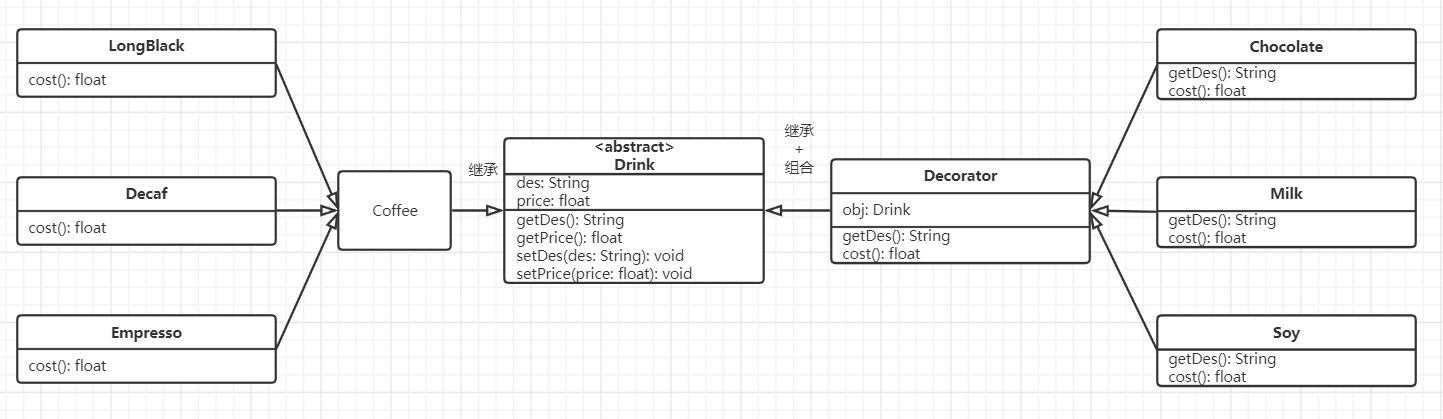 LongBlack
cost(): float
Decaf
cost(): float
Empresso
cost(): float
Coffee
继承
<abstract>
Drink
des: String
price: float
getDes(): String
getPrice(): float
setDes(des: String): void
setPrice(price: float): void
继承
+
组合
Decorator
obj: Drink
getDes(): String
cost(): float
Chocolate
getDes(): String
cost(): float
Milk
getDes(): String
cost(): float
Soy
getDes(): String
cost(): float